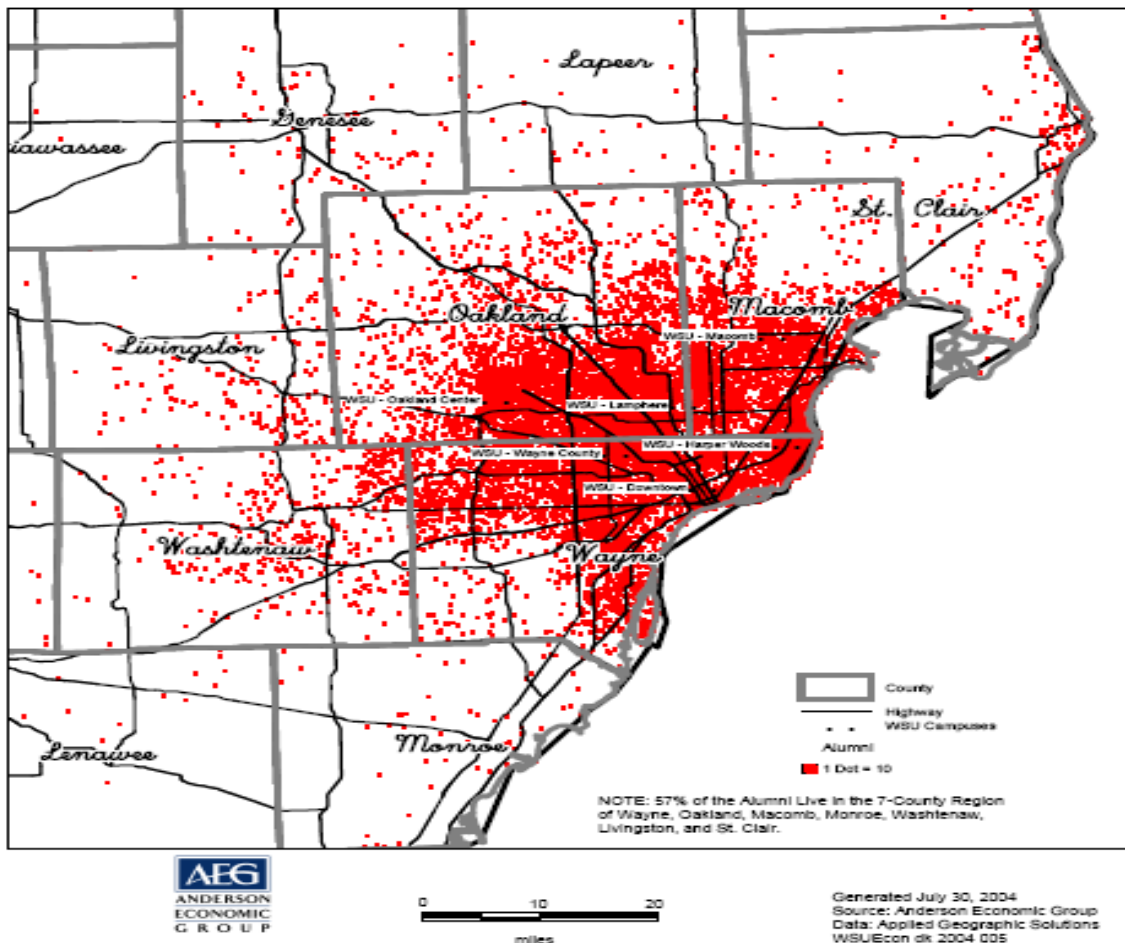 Lapeer
Genesee
iawassee
St. Clair
Oakland
Macomb
WSU - Macomb
Livingston
WSU - Oakland Center
WSU - Lamphere
WSU - Harper Woods
WSU - Wayne County
WSU - Downtown
Washtenaw
Wayne
County
Highway
WSU Campuses
Alumni
1 Dot = 10
Lenawee
Monroe
NOTE: 57% of the Alumni Live in the 7-County Region
of Wayne, Oakland, Macomb, Monroe, Washtenaw,
Livingston, and St. Clair.
AEG
ANDERSON
ECONOMIC
GROUP
0 10 20
miles
Generated July 30, 2004
Source: Anderson Economic Group
Data: Applied Geographic Solutions
WSUEcon dk 2004 005